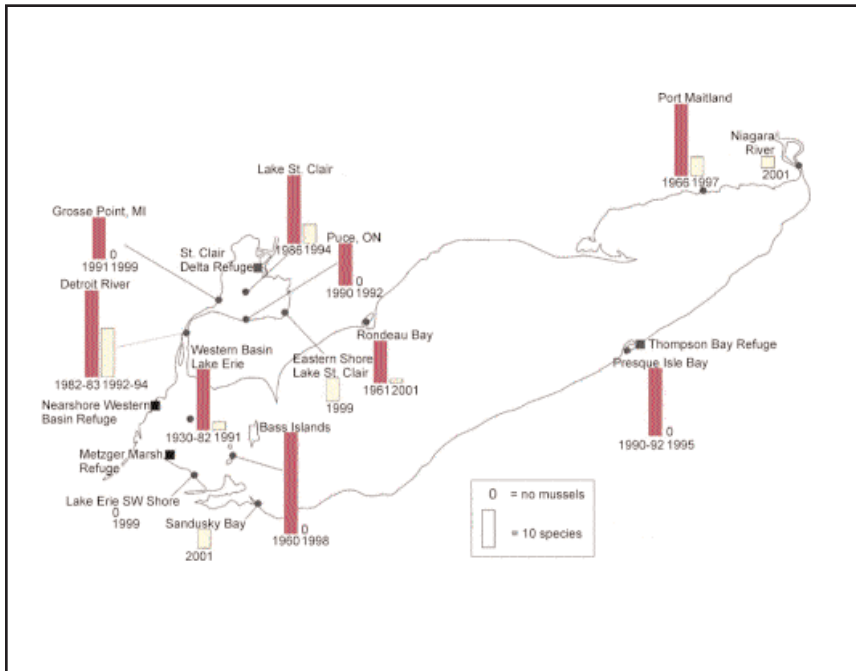 Port Maitland
1966 1997
Niagara
River
2001
Lake St. Clair
1986 1994
Grosse Point, MI
0
1991 1999
St. Clair
Delta Refuge
Puce, ON
0
1990 1992
Detroit River
1982-83 1992-94
Western Basin
Lake Erie
1930-82 1991
Eastern Shore
Lake St. Clair
1999
Rondeau Bay
1961 2001
Thompson Bay Refuge
Presque Isle Bay
0
1990-92 1995
Nearshore Western
Basin Refuge
Bass Islands
0
1960 1998
Metzger Marsh
Refuge
Lake Erie SW Shore
0
1999
Sandusky Bay
2001
0 = no mussels
= 10 species